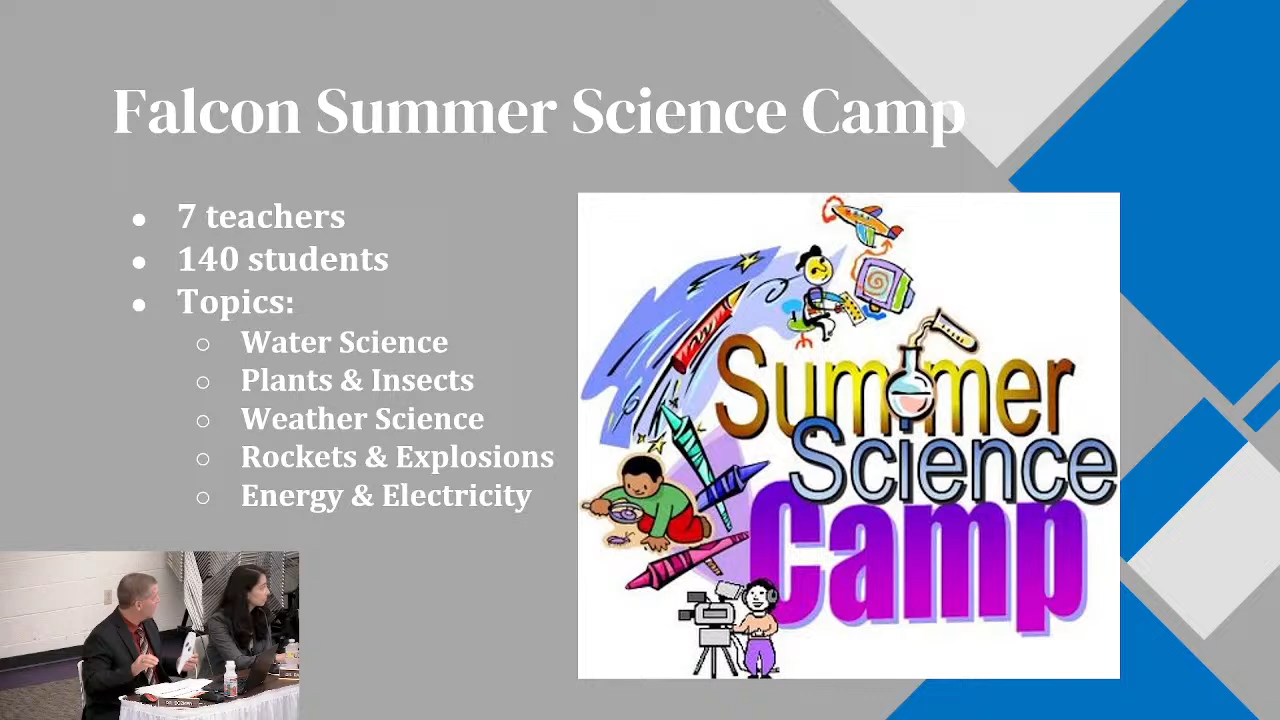 Falcon Summer Science Camp
● 7 teachers
● 140 students
● Topics:
○ Water Science
○ Plants & Insects
○ Weather Science
○ Rockets & Explosions
○ Energy & Electricity
Summer
Science
Camp